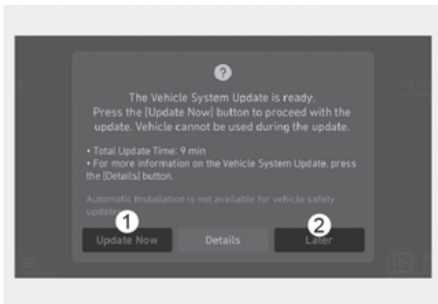 ?
The Vehicle System Update is ready.
Press the [Update Now] button to proceed with the
update. Vehicle cannot be used during the update.
• Total Update Time: 9 min
• For more information on the Vehicle System Update, press
the [Details] button.
Automatic Installation is not available for vehicle safety
update
1
2
Update Now Details Later